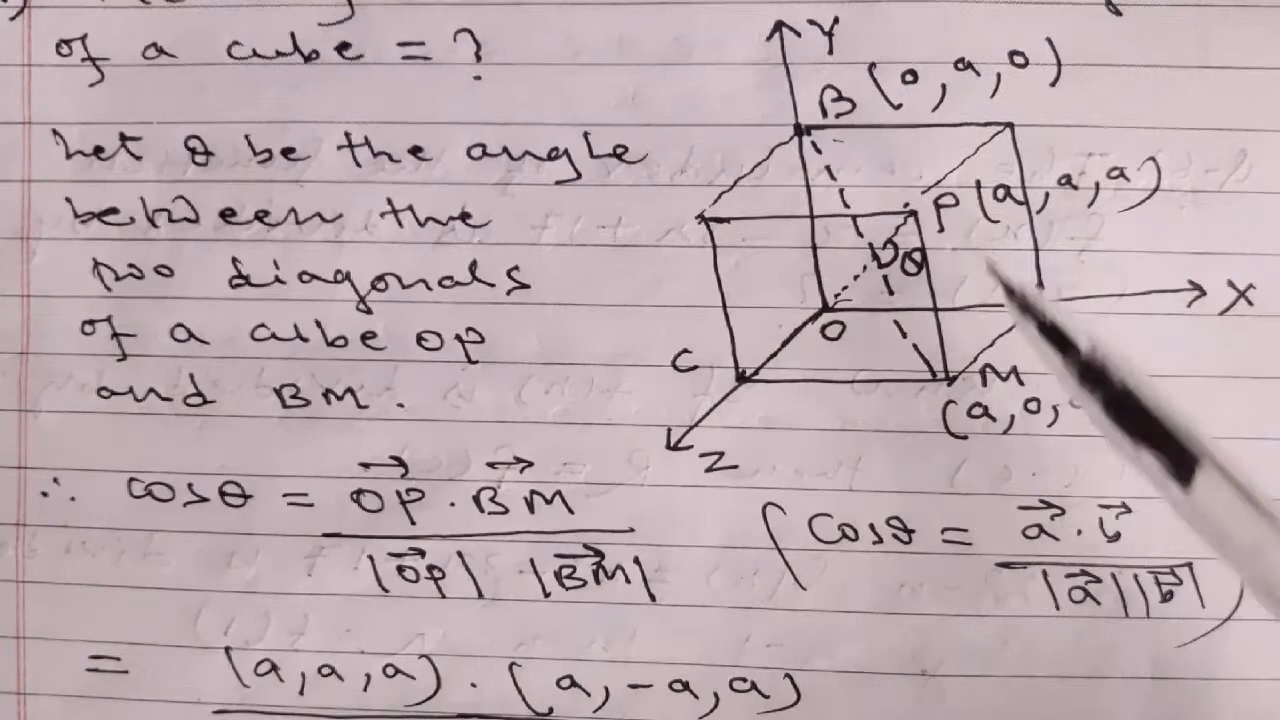 of a cube = ?
Let θ be the angle
between the
two diagonals
of a cube OP
and BM.
Y
B (0, a, 0)
P (a, a, a)
θ
X
O
C
M
(a, 0,
Z
∴ cosθ = OP⃗ . BM⃗ / |OP⃗| |BM⃗|
(cosθ = a⃗ . b⃗ / |a⃗||b⃗|)
= (a, a, a) . (a, -a, a)